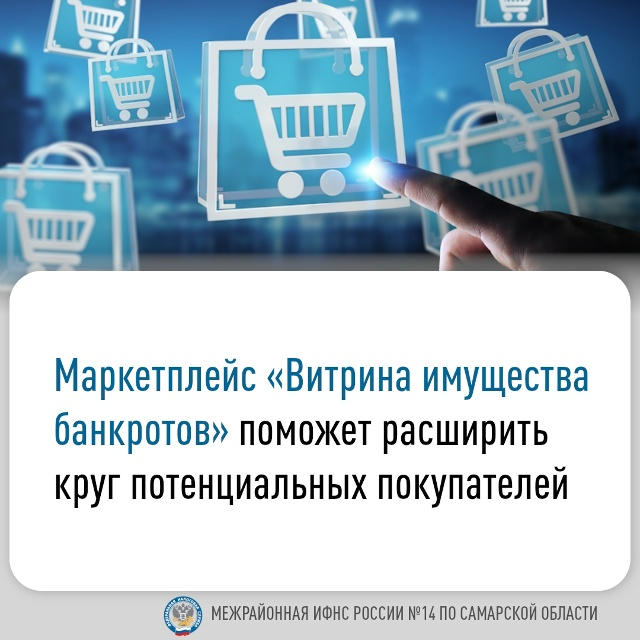 Маркетплейс «Витрина имущества
банкротов» поможет расширить
круг потенциальных покупателей
МЕЖРАЙОННАЯ ИФНС РОССИИ №14 ПО САМАРСКОЙ ОБЛАСТИ